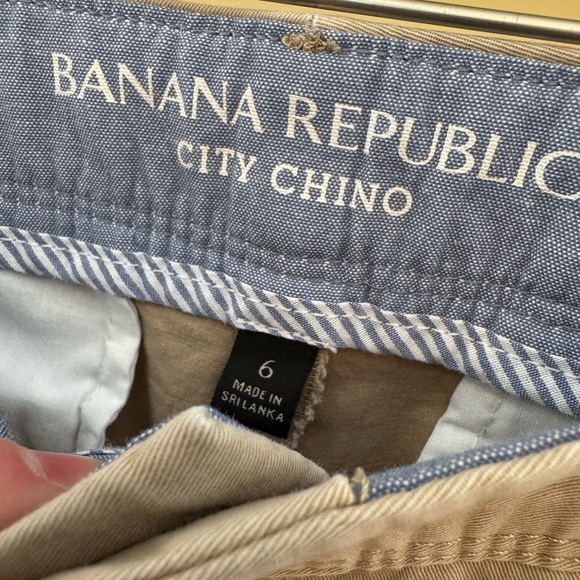 BANANA REPUBLIC
CITY CHINO
6
MADE IN
SRI LANKA